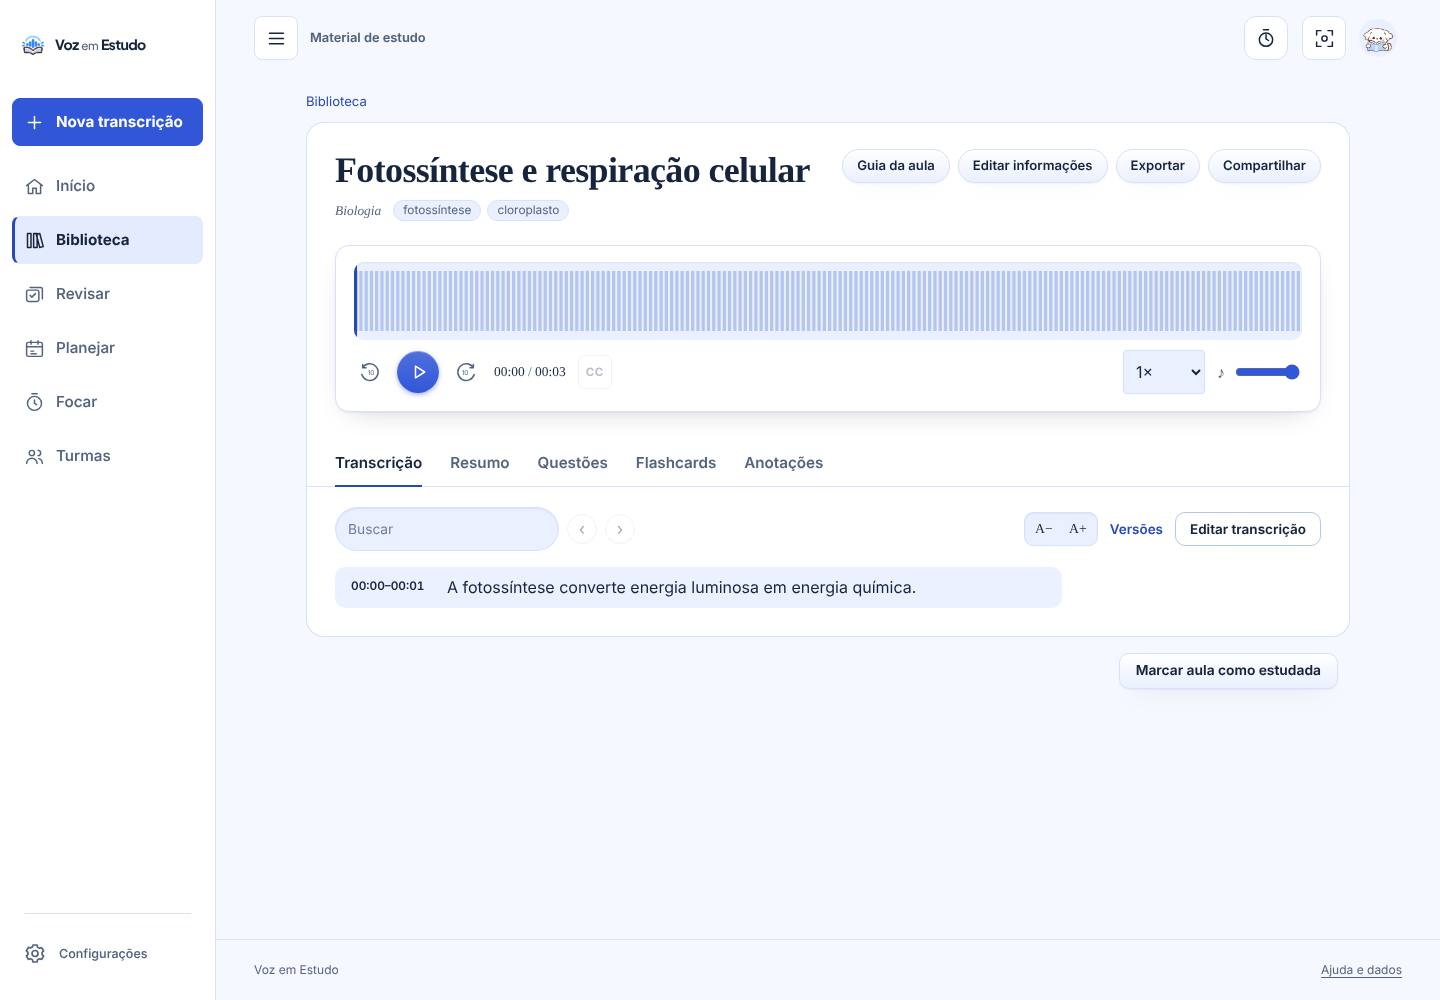 Voz em Estudo
Nova transcrição
Início
Biblioteca
Revisar
Planejar
Focar
Turmas
Configurações
Material de estudo
Biblioteca
Fotossíntese e respiração celular
Guia da aula
Editar informações
Exportar
Compartilhar
Biologia
fotossíntese
cloroplasto
10
10
00:00 / 00:03
CC
1×
Transcrição
Resumo
Questões
Flashcards
Anotações
Buscar
A−
A+
Versões
Editar transcrição
00:00–00:01
A fotossíntese converte energia luminosa em energia química.
Marcar aula como estudada
Voz em Estudo
Ajuda e dados